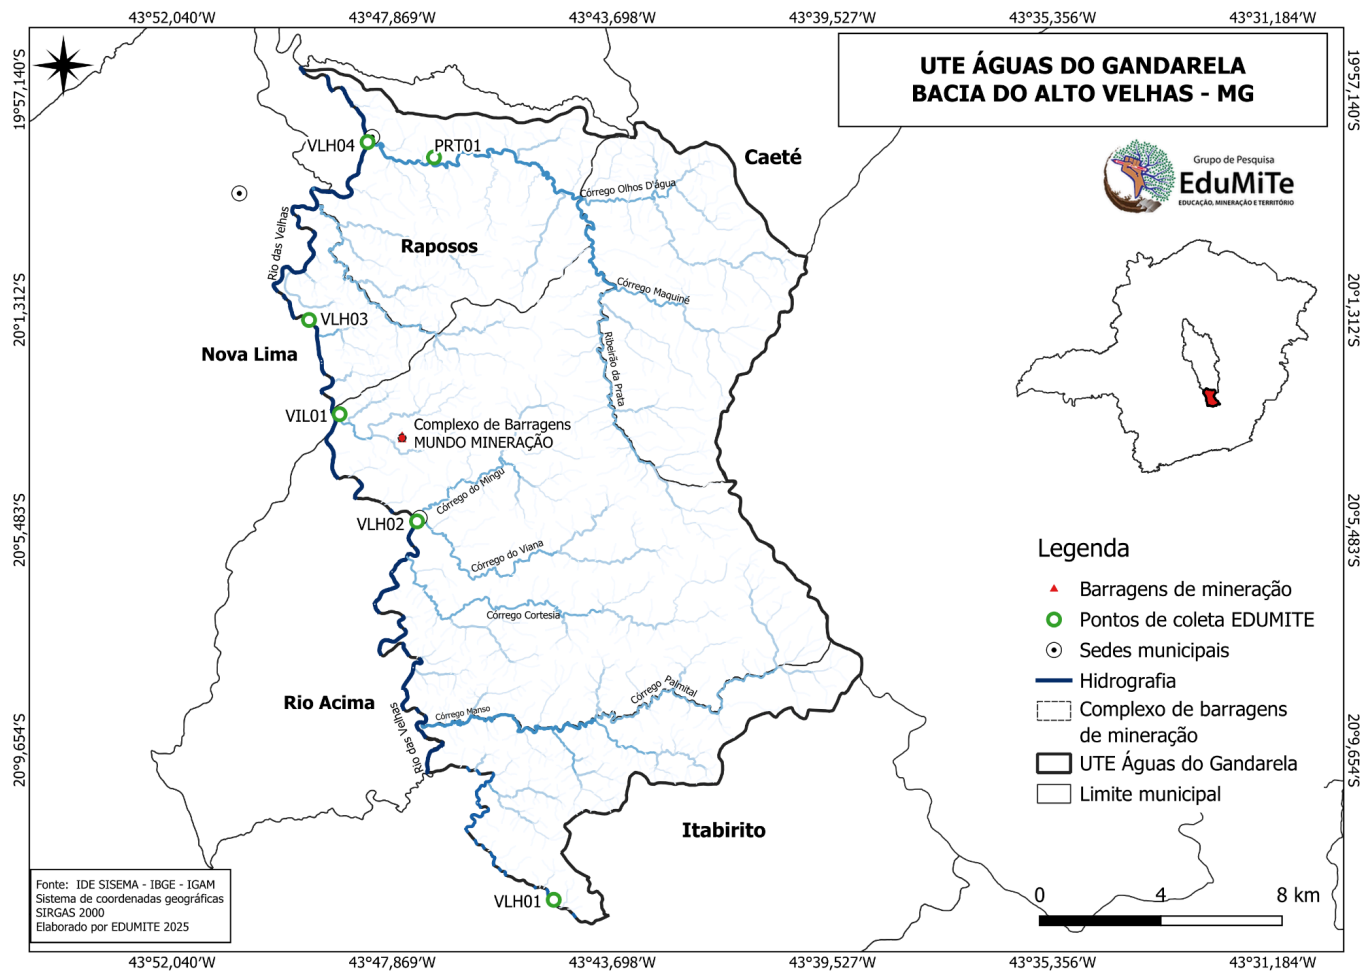 43°52,040'W
43°47,869'W
43°43,698'W
43°39,527'W
43°35,356'W
43°31,184'W
19°57,140'S
20°1,312'S
20°5,483'S
20°9,654'S
UTE ÁGUAS DO GANDARELA
BACIA DO ALTO VELHAS - MG
Grupo de Pesquisa
EduMiTe
EDUCAÇÃO, MINERAÇÃO E TERRITÓRIO
VLH04
PRT01
Caeté
Córrego Olhos D'água
Raposos
Rio das Velhas
Córrego Maquiné
VLH03
Nova Lima
Ribeirão da Prata
VIL01
Complexo de Barragens
MUNDO MINERAÇÃO
Córrego do Mingu
VLH02
Córrego do Viana
Córrego Cortesia
Rio Acima
Córrego Palmital
Córrego Manso
Rio das Velhas
Itabirito
VLH01
Legenda
Barragens de mineração
Pontos de coleta EDUMITE
Sedes municipais
Hidrografia
Complexo de barragens
de mineração
UTE Águas do Gandarela
Limite municipal
0 4 8 km
Fonte: IDE SISEMA - IBGE - IGAM
Sistema de coordenadas geográficas
SIRGAS 2000
Elaborado por EDUMITE 2025
19°57,140'S
20°1,312'S
20°5,483'S
20°9,654'S
43°52,040'W
43°47,869'W
43°43,698'W
43°39,527'W
43°35,356'W
43°31,184'W